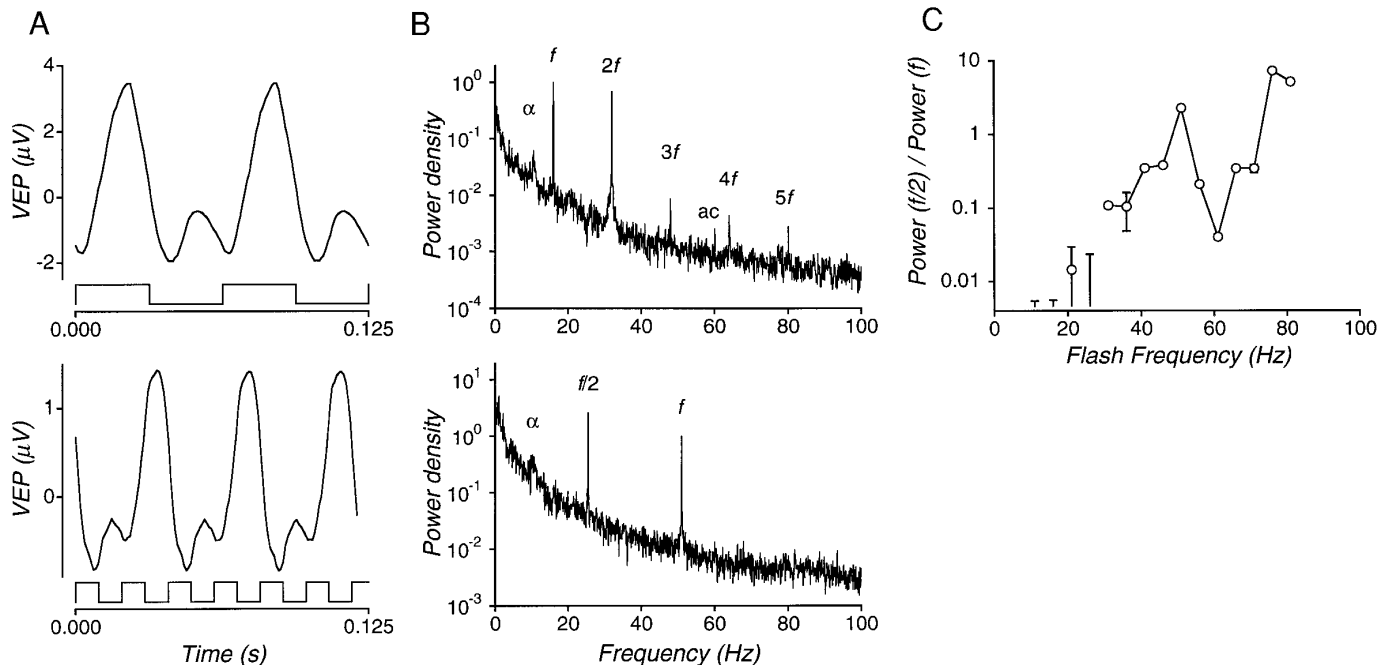 A
VEP (μV)
4
2
0
-2
0.000
0.125
VEP (μV)
1
0
0.000
0.125
Time (s)
B
Power density
10^0
10^-1
10^-2
10^-3
10^-4
α
f
2f
3f
ac
4f
5f
0
20
40
60
80
100
Power density
10^1
10^0
10^-1
10^-2
10^-3
α
f/2
f
0
20
40
60
80
100
Frequency (Hz)
C
Power (f/2) / Power (f)
10
1
0.1
0.01
0
20
40
60
80
100
Flash Frequency (Hz)